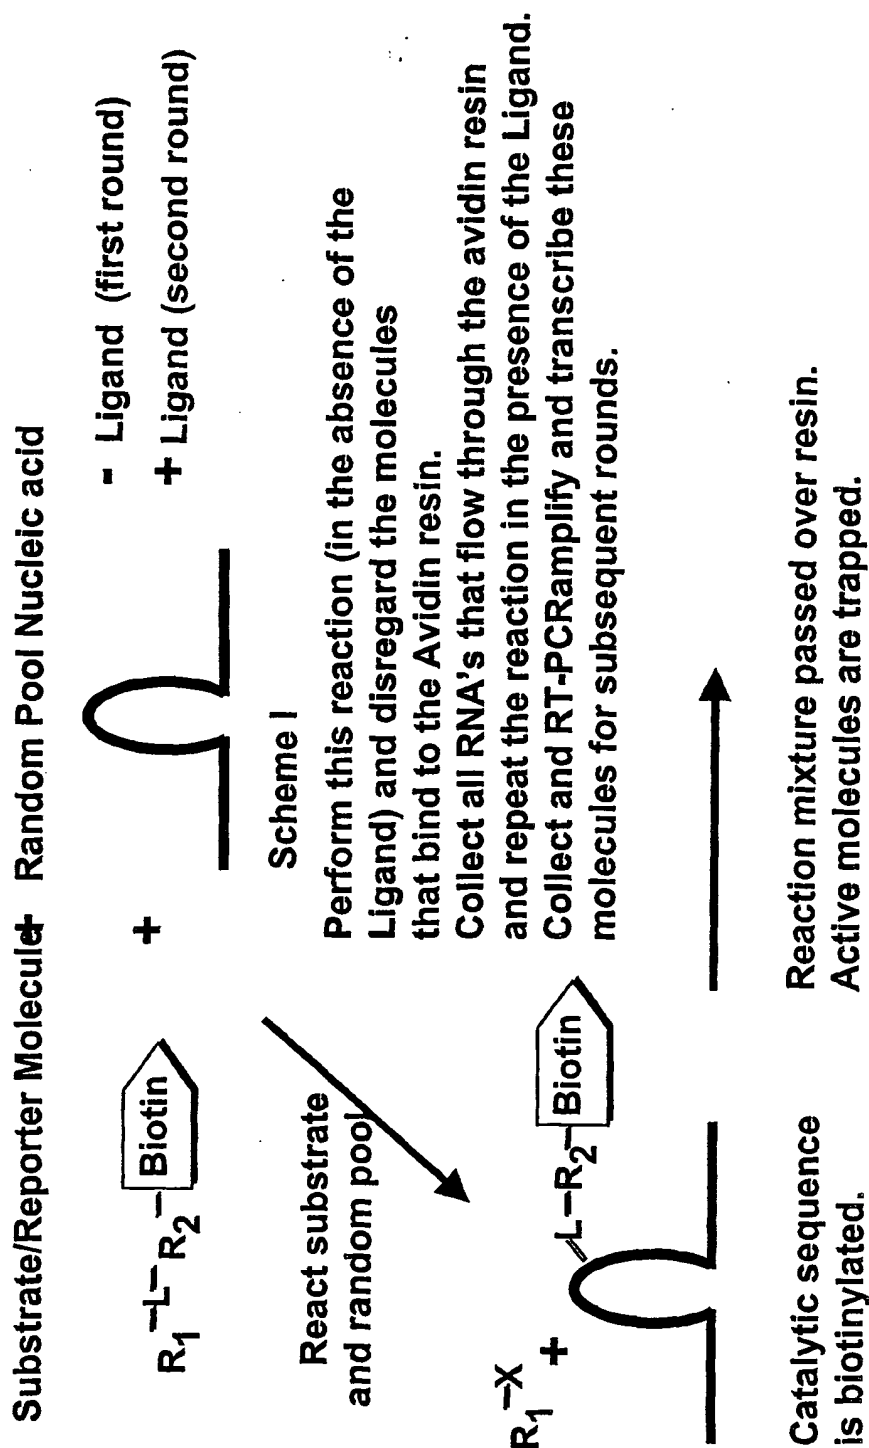 Substrate/Reporter Molecule+ Random Pool Nucleic acid
R1-L-R2-Biotin
+
- Ligand (first round)
+ Ligand (second round)
Scheme I
React substrate
and random pool
Perform this reaction (in the absence of the
Ligand) and disregard the molecules
that bind to the Avidin resin.
Collect all RNA's that flow through the avidin resin
and repeat the reaction in the presence of the Ligand.
Collect and RT-PCRamplify and transcribe these
molecules for subsequent rounds.
R1-X
+
L-R2-Biotin
Catalytic sequence
is biotinylated.
Reaction mixture passed over resin.
Active molecules are trapped.